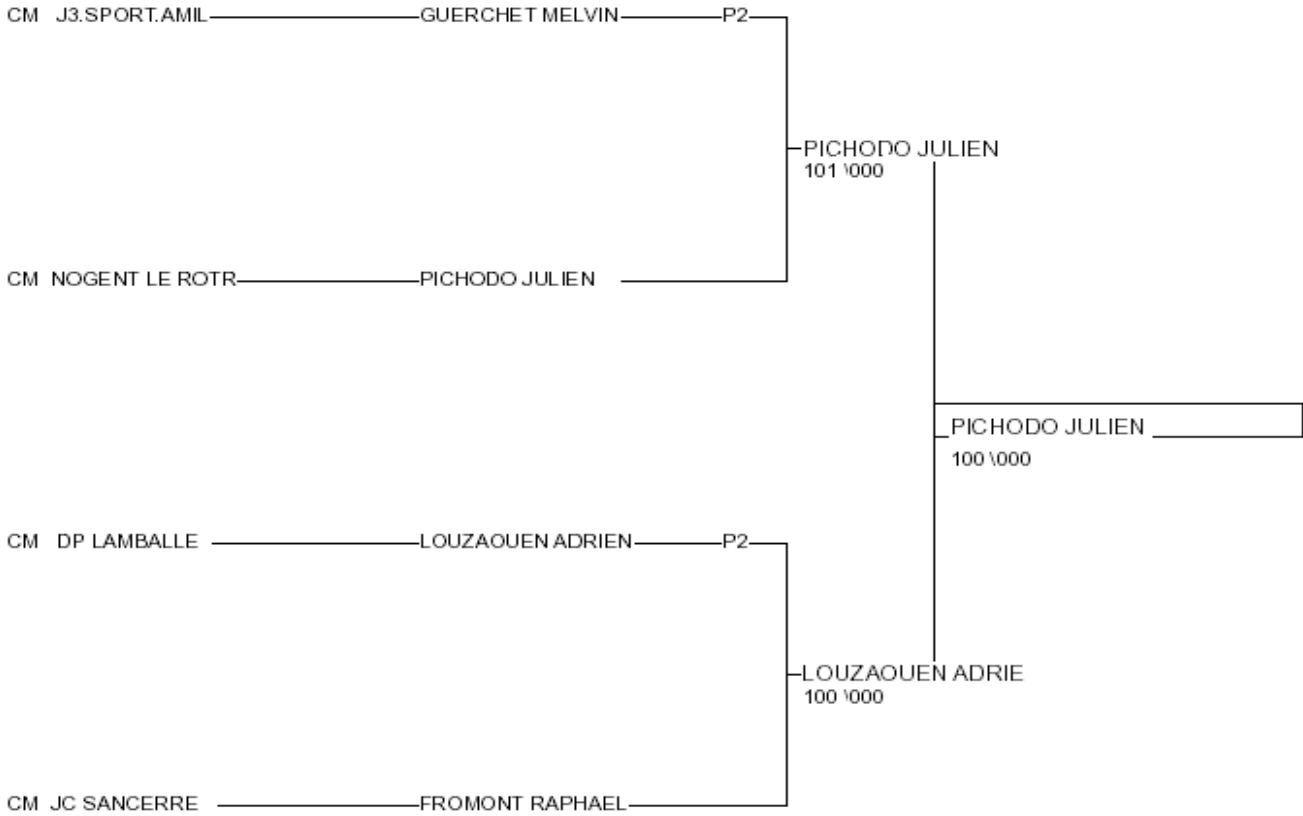 CM J3.SPORT.AMIL GUERCHET MELVIN P2
PICHODO JULIEN
101 \000
CM NOGENT LE ROTR PICHODO JULIEN
PICHODO JULIEN
100 \000
CM DP LAMBALLE LOUZAOUEN ADRIEN P2
LOUZAOUEN ADRIE
100 \000
CM JC SANCERRE FROMONT RAPHAEL